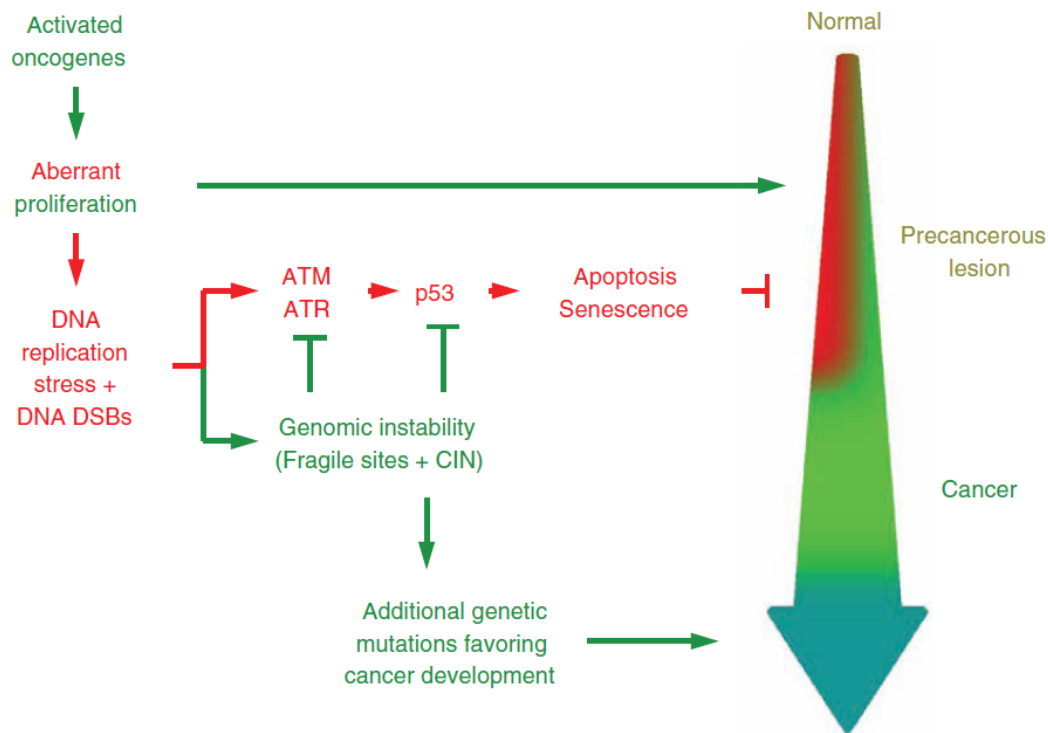 Activated
oncogenes
Normal
Aberrant
proliferation
Precancerous
lesion
ATM
ATR
p53
Apoptosis
Senescence
DNA
replication
stress +
DNA DSBs
Genomic instability
(Fragile sites + CIN)
Cancer
Additional genetic
mutations favoring
cancer development